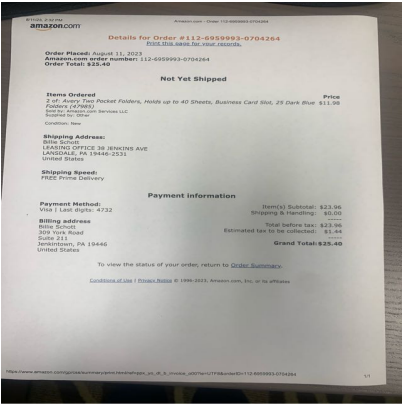 8/11/23, 2:42 PM
Amazon.com - Order 112-6959993-0704264
amazon.com
Details for Order #112-6959993-0704264
Print this page for your records.
Order Placed: August 11, 2023
Amazon.com order number: 112-6959993-0704264
Order Total: $25.40
Not Yet Shipped
Items Ordered Price
2 of: Avery Two Pocket Folders, Holds up to 40 Sheets, Business Card Slot, 25 Dark Blue $11.98
Folders (47985)
Sold by: Amazon.com Services LLC
Supplied by: Other
Condition: New
Shipping Address:
Billie Schott
LEASING OFFICE 38 JENKINS AVE
LANSDALE, PA 19446-2531
United States
Shipping Speed:
FREE Prime Delivery
Payment information
Payment Method:
Visa | Last digits: 4732
Billing address
Billie Schott
309 York Road
Suite 211
Jenkintown, PA 19446
United States
Item(s) Subtotal: $23.96
Shipping & Handling: $0.00
Total before tax: $23.96
Estimated tax to be collected: $1.44
Grand Total: $25.40
To view the status of your order, return to Order Summary.
Conditions of Use | Privacy Notice © 1996-2023, Amazon.com, Inc. or its affiliates
1/1